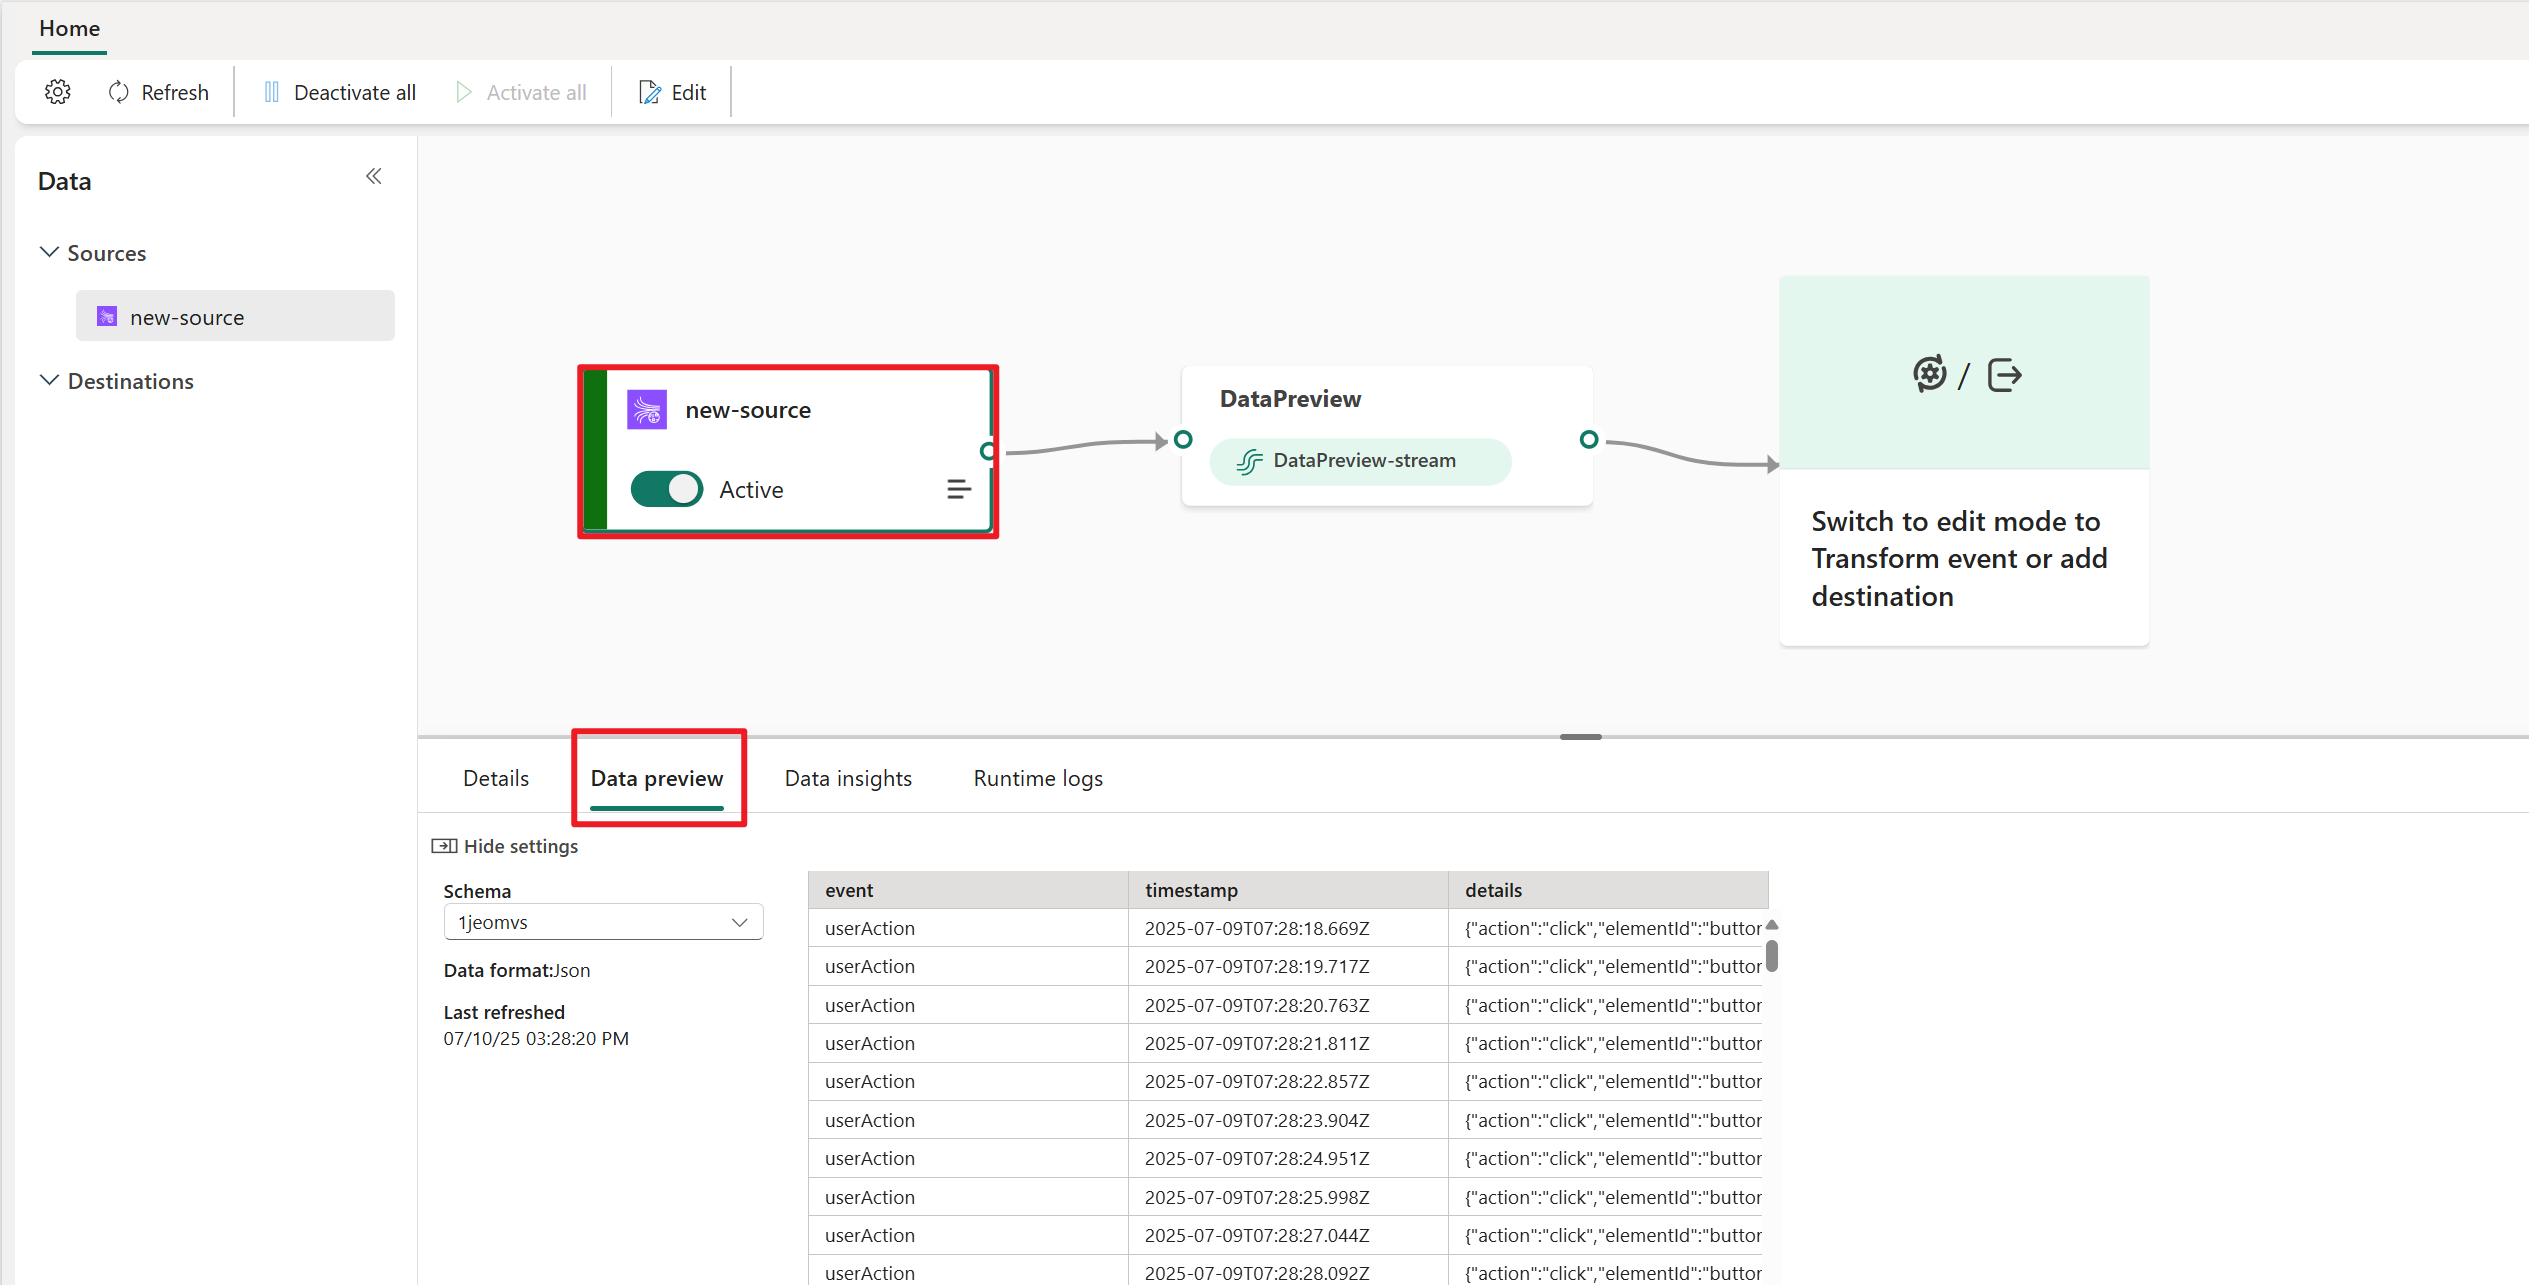 Home
Refresh
Deactivate all
Activate all
Edit
Data
Sources
new-source
Destinations
new-source
Active
DataPreview
DataPreview-stream
/
Switch to edit mode to
Transform event or add
destination
Details
Data preview
Data insights
Runtime logs
Hide settings
Schema
1jeomvs
Data format:Json
Last refreshed
07/10/25 03:28:20 PM
event timestamp details
userAction 2025-07-09T07:28:18.669Z {"action":"click","elementId":"buttor
userAction 2025-07-09T07:28:19.717Z {"action":"click","elementId":"buttor
userAction 2025-07-09T07:28:20.763Z {"action":"click","elementId":"buttor
userAction 2025-07-09T07:28:21.811Z {"action":"click","elementId":"buttor
userAction 2025-07-09T07:28:22.857Z {"action":"click","elementId":"buttor
userAction 2025-07-09T07:28:23.904Z {"action":"click","elementId":"buttor
userAction 2025-07-09T07:28:24.951Z {"action":"click","elementId":"buttor
userAction 2025-07-09T07:28:25.998Z {"action":"click","elementId":"buttor
userAction 2025-07-09T07:28:27.044Z {"action":"click","elementId":"buttor
userAction 2025-07-09T07:28:28.092Z {"action":"click","elementId":"buttor